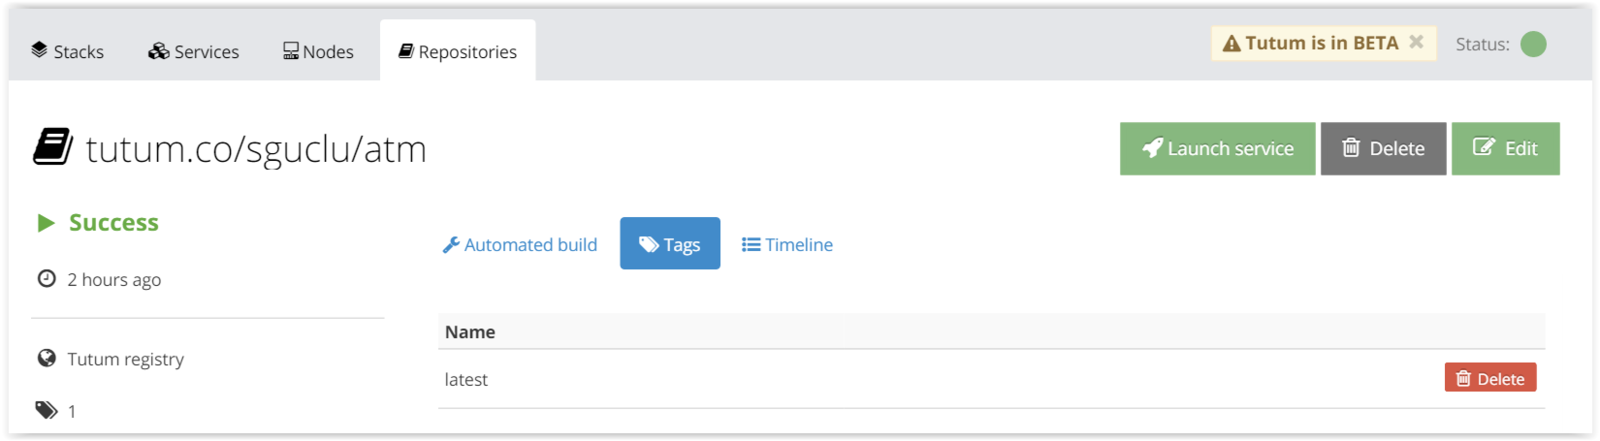 Stacks Services Nodes Repositories Tutum is in BETA Status:
tutum.co/sguclu/atm Launch service Delete Edit
Success
Automated build Tags Timeline
2 hours ago
Name
Tutum registry
latest Delete
1